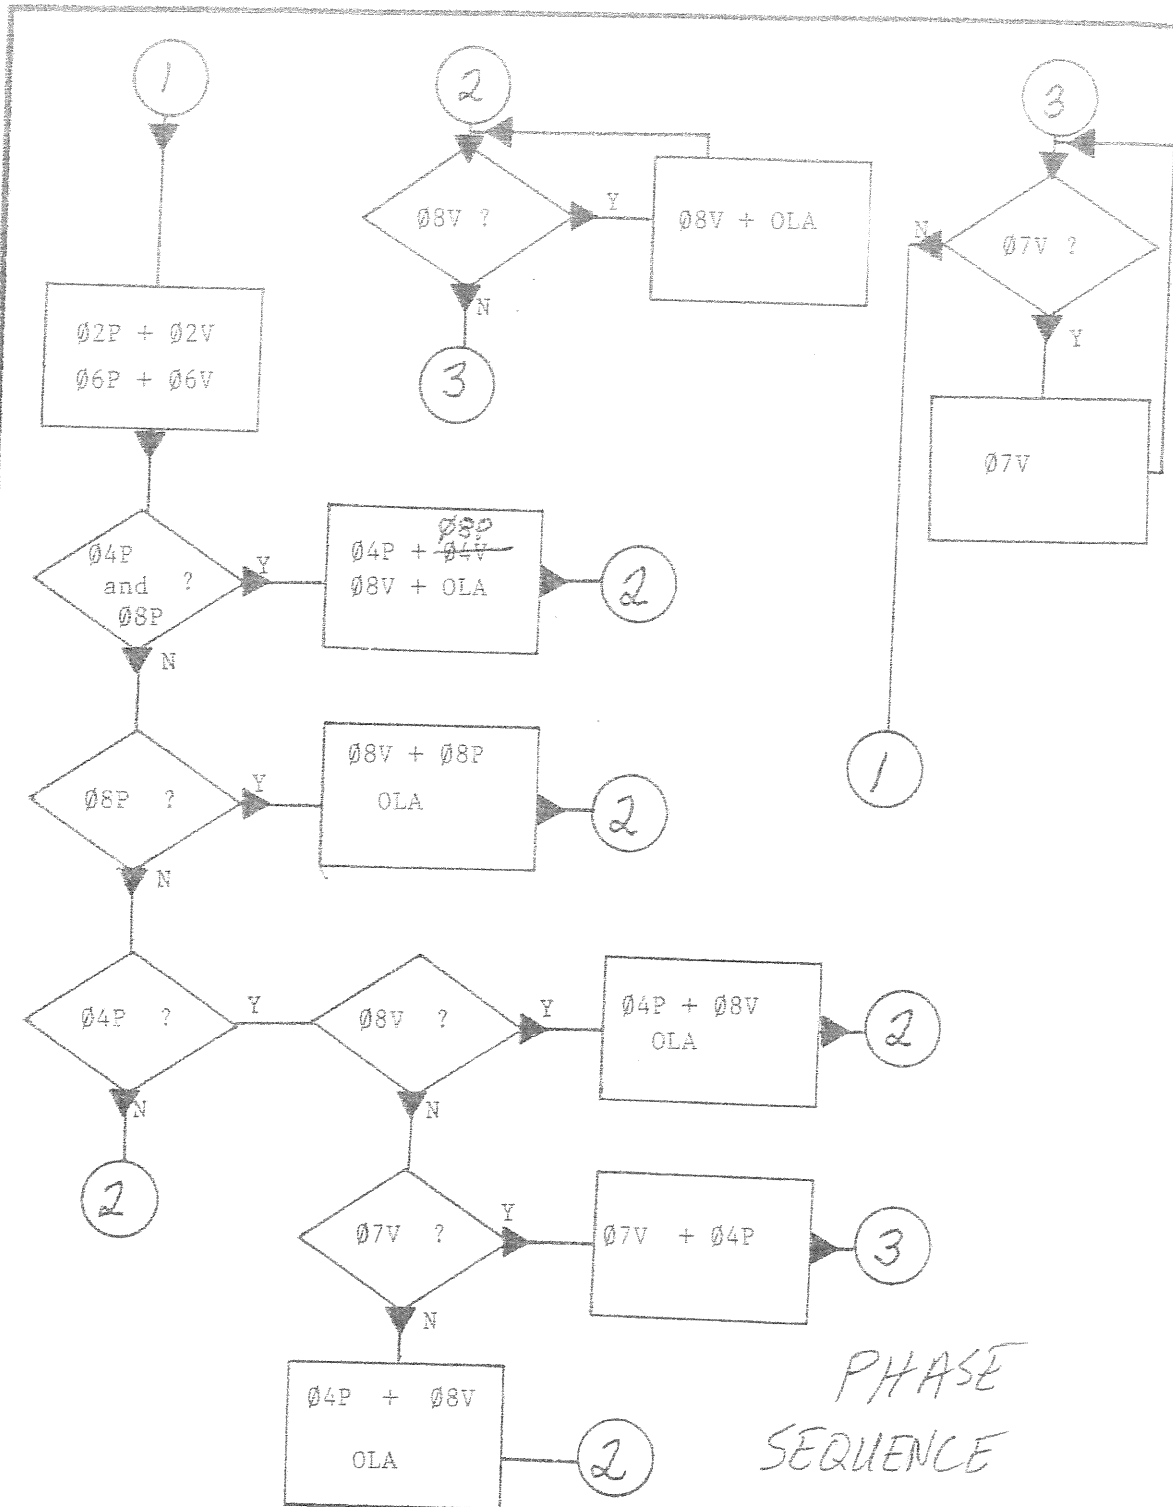 1
2
3
Ø2P + Ø2V
Ø6P + Ø6V
Ø8V ?
Y
Ø8V + OLA
N
3
N
Ø7V ?
Y
Ø7V
1
Ø4P
and ?
Ø8P
Y
N
Ø8P
Ø4P + Ø4V
Ø8V + OLA
2
Ø8P ?
Y
N
Ø8V + Ø8P
OLA
2
Ø4P ?
Y
N
2
Ø8V ?
Y
N
Ø4P + Ø8V
OLA
2
Ø7V ?
Y
N
Ø7V + Ø4P
3
Ø4P + Ø8V
OLA
2
PHASE
SEQUENCE